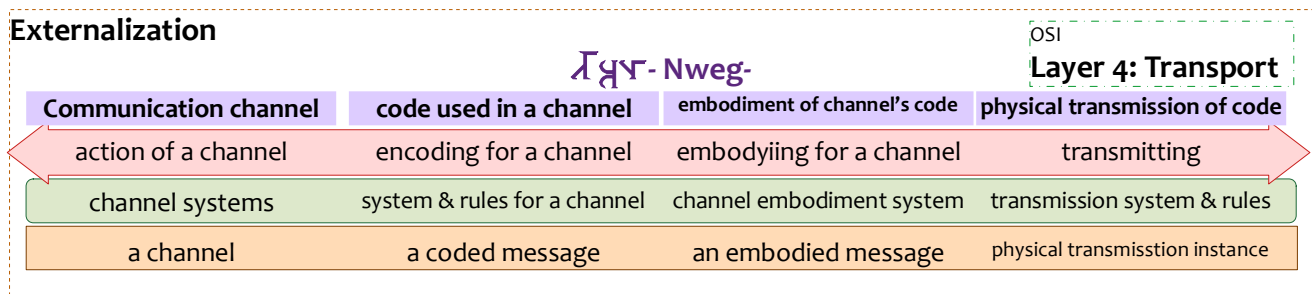 Externalization
OSI
- Nweg-
Layer 4: Transport
Communication channel code used in a channel embodiment of channel's code physical transmission of code
action of a channel encoding for a channel embodyiing for a channel transmitting
channel systems system & rules for a channel channel embodiment system transmission system & rules
a channel a coded message an embodied message physical transmisstion instance